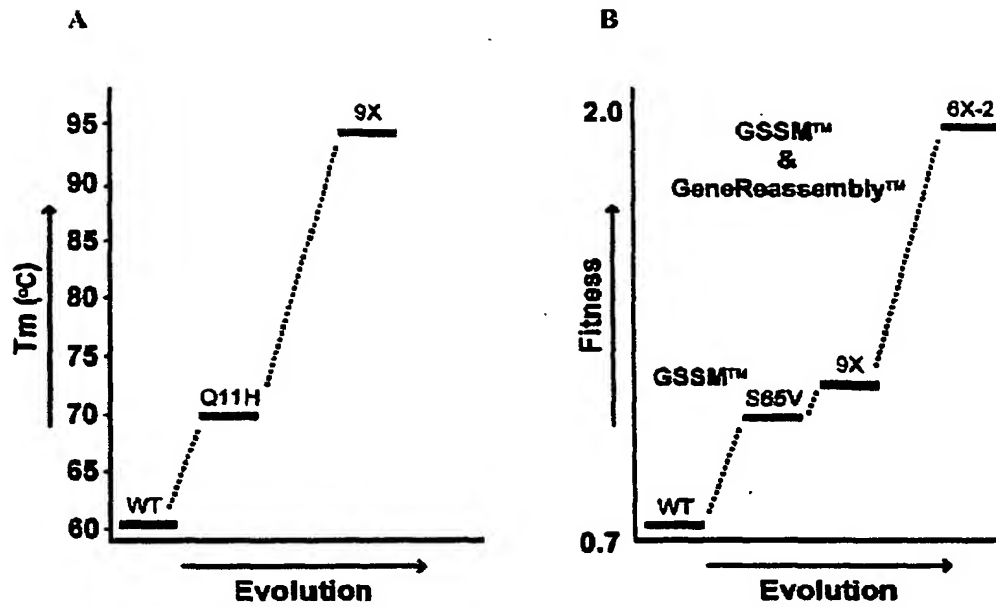 A
95
90
85
80
75
70
65
60
Tm (°C)
9X
Q11H
WT
Evolution
B
2.0
0.7
Fitness
GSSM™
&
GeneReassembly™
6X-2
GSSM™
S65V
9X
WT
Evolution